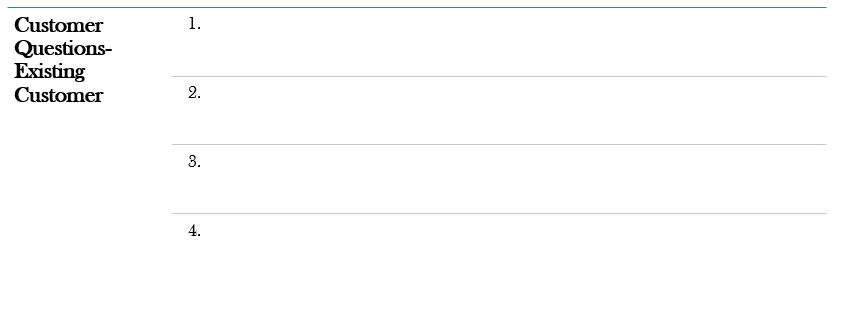 Customer
Questions-
Existing
Customer
1.
2.
3.
4.